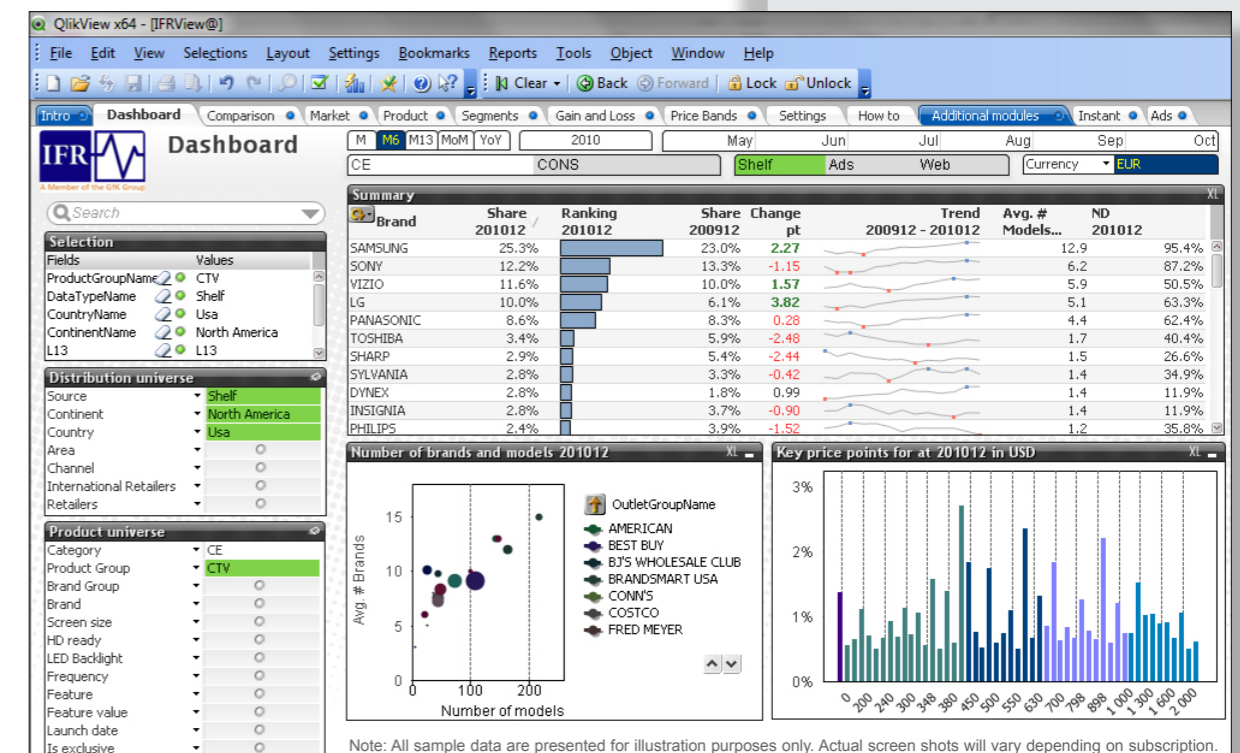 QlikView x64 - [IFRView@]
File Edit View Selections Layout Settings Bookmarks Reports Tools Object Window Help
Clear Back Forward Lock Unlock
Intro Dashboard Comparison Market Product Segments Gain and Loss Price Bands Settings How to Additional modules Instant Ads
IFR
A Member of the GfK Group
Dashboard
M M6 M13 MoM YoY 2010 May Jun Jul Aug Sep Oct
CE CONS Shelf Ads Web Currency EUR
Search
Selection
Fields Values
ProductGroupName CTV
DataTypeName Shelf
CountryName Usa
ContinentName North America
L13 L13
Distribution universe
Source Shelf
Continent North America
Country Usa
Area
Channel
International Retailers
Retailers
Product universe
Category CE
Product Group CTV
Brand Group
Brand
Screen size
HD ready
LED Backlight
Frequency
Feature
Feature value
Launch date
Is exclusive
Summary XL
Brand Share 201012 Ranking 201012 Share 200912 Change pt Trend 200912 - 201012 Avg. # Models... ND 201012
SAMSUNG 25.3% 23.0% 2.27 12.9 95.4%
SONY 12.2% 13.3% -1.15 6.2 87.2%
VIZIO 11.6% 10.0% 1.57 5.9 50.5%
LG 10.0% 6.1% 3.82 5.1 63.3%
PANASONIC 8.6% 8.3% 0.28 4.4 62.4%
TOSHIBA 3.4% 5.9% -2.48 1.7 40.4%
SHARP 2.9% 5.4% -2.44 1.5 26.6%
SYLVANIA 2.8% 3.3% -0.42 1.4 34.9%
DYNEX 2.8% 1.8% 0.99 1.4 11.9%
INSIGNIA 2.8% 3.7% -0.90 1.4 11.9%
PHILIPS 2.4% 3.9% -1.52 1.2 35.8%
Number of brands and models 201012 XL
Avg. # Brands
15
10
5
0
0 100 200
Number of models
OutletGroupName
AMERICAN
BEST BUY
BJ'S WHOLESALE CLUB
BRANDSMART USA
CONN'S
COSTCO
FRED MEYER
Key price points for at 201012 in USD XL
3%
2%
1%
0%
0 200 240 300 348 380 450 500 550 630 700 798 898 1 000 1 300 1 600 2 000
Note: All sample data are presented for illustration purposes only. Actual screen shots will vary depending on subscription.